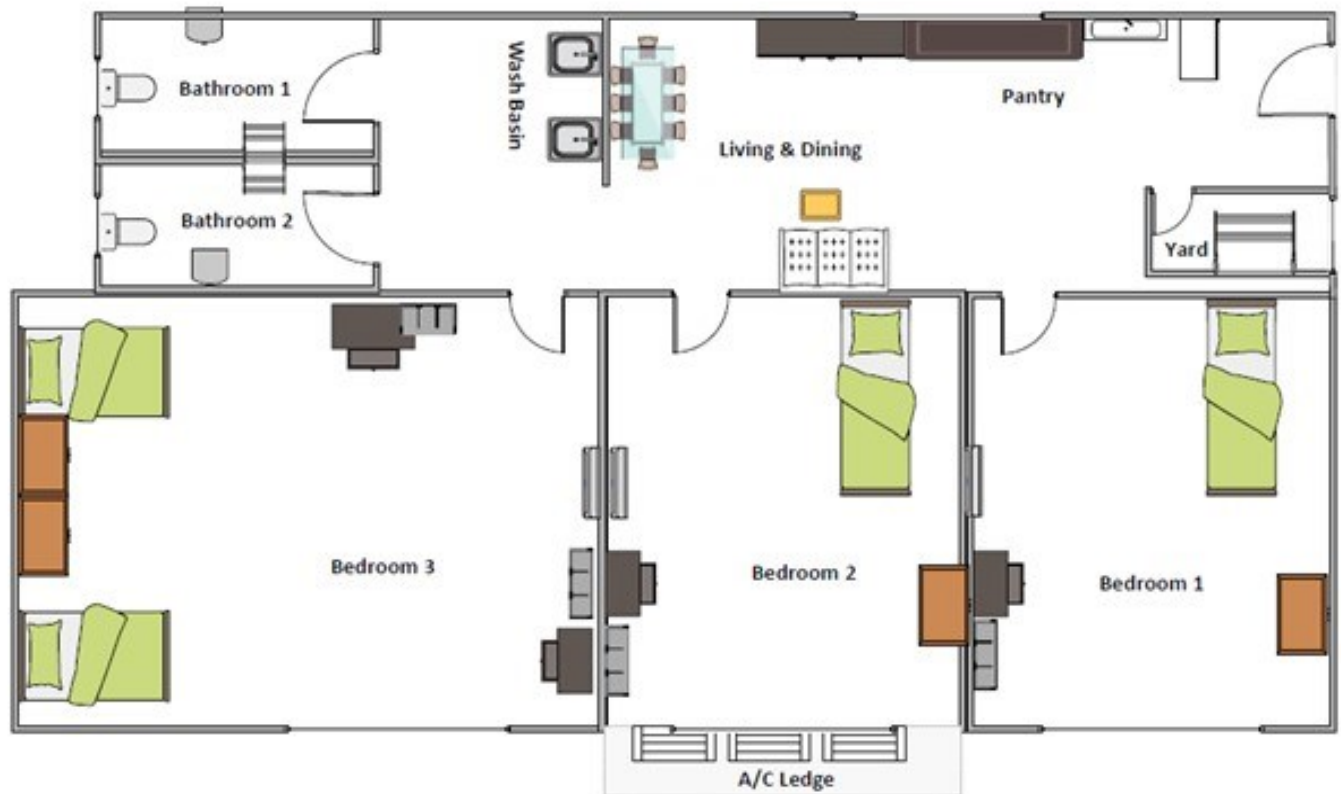 Bathroom 1
Wash Basin
Pantry
Living & Dining
Bathroom 2
Yard
Bedroom 3
Bedroom 2
Bedroom 1
A/C Ledge